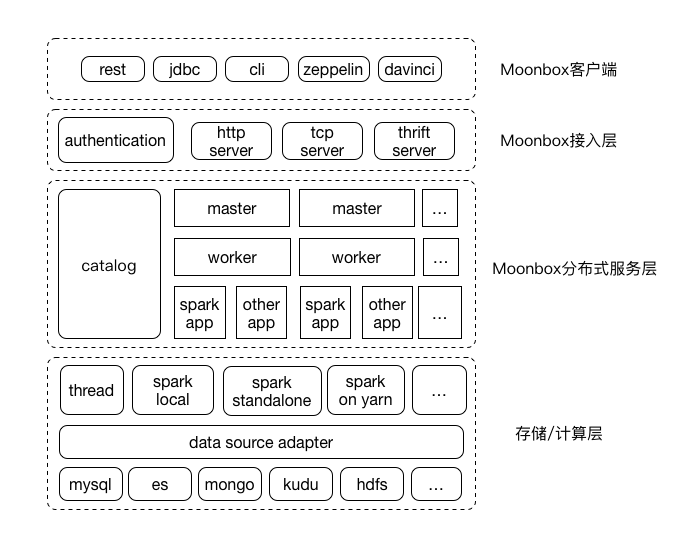 rest jdbc cli zeppelin davinci
Moonbox客户端
authentication
http
server
tcp
server
thrift
server
Moonbox接入层
catalog
master master ...
worker worker ...
spark
app
other
app
spark
app
other
app
...
Moonbox分布式服务层
thread
spark
local
spark
standalone
spark
on yarn
...
data source adapter
mysql es mongo kudu hdfs ...
存储/计算层